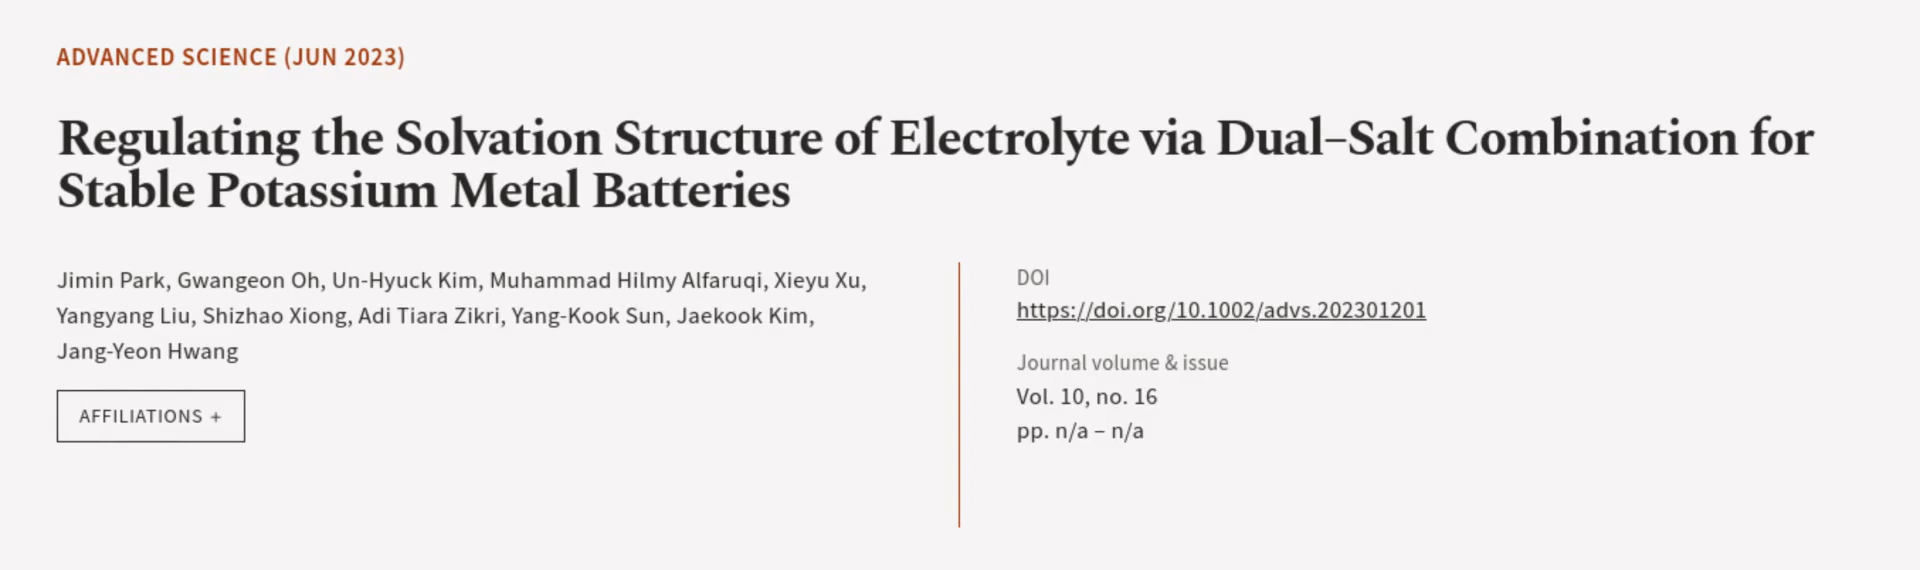 ADVANCED SCIENCE (JUN 2023)
Regulating the Solvation Structure of Electrolyte via Dual–Salt Combination for
Stable Potassium Metal Batteries
Jimin Park, Gwangeon Oh, Un-Hyuck Kim, Muhammad Hilmy Alfaruqi, Xieyu Xu,
Yangyang Liu, Shizhao Xiong, Adi Tiara Zikri, Yang-Kook Sun, Jaekook Kim,
Jang-Yeon Hwang
AFFILIATIONS +
DOI
https://doi.org/10.1002/advs.202301201
Journal volume & issue
Vol. 10, no. 16
pp. n/a – n/a